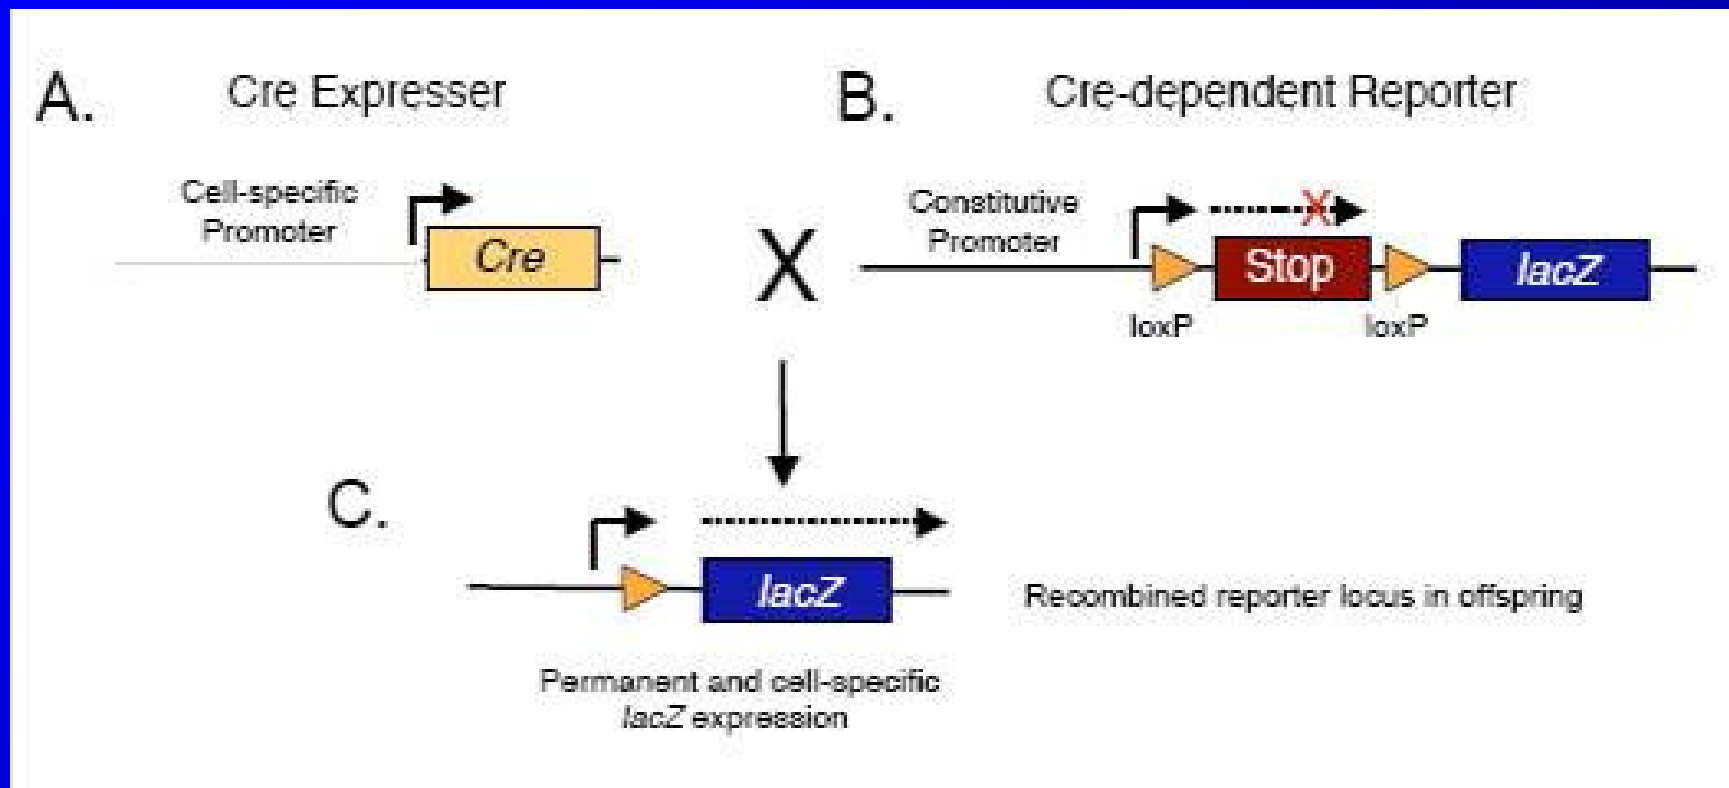 A.
Cre Expresser
Cell-specific
Promoter
Cre
X
B.
Cre-dependent Reporter
Constitutive
Promoter
X
Stop
lacZ
loxP
loxP
C.
lacZ
Recombined reporter locus in offspring
Permanent and cell-specific
lacZ expression